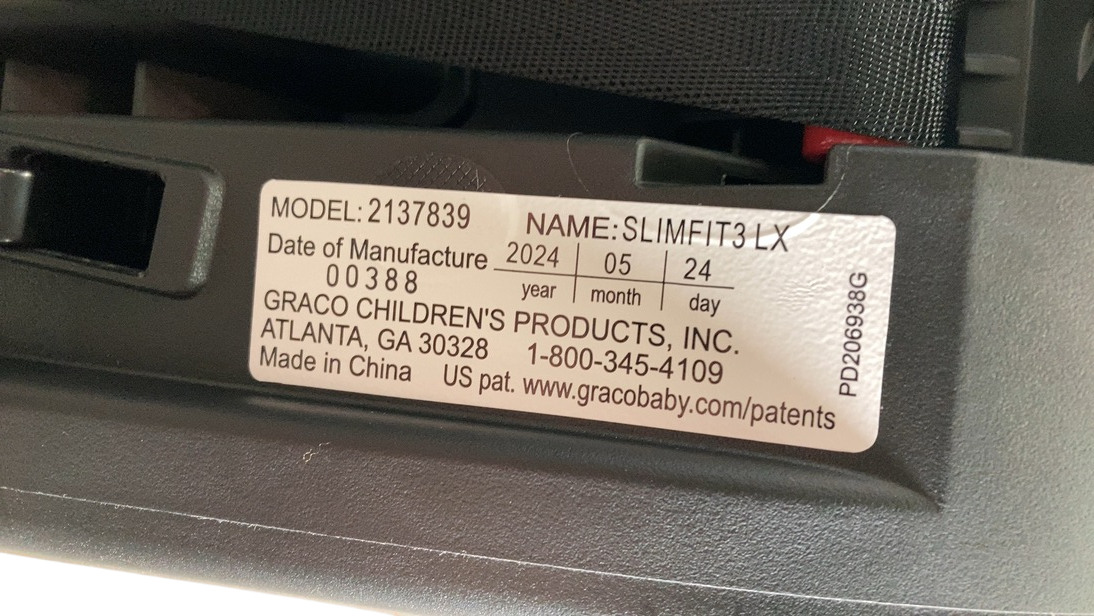 MODEL: 2137839 NAME: SLIMFIT3 LX
Date of Manufacture 2024 05 24
year month day
00388
GRACO CHILDREN'S PRODUCTS, INC.
ATLANTA, GA 30328 1-800-345-4109
Made in China US pat. www.gracobaby.com/patents
PD206938G